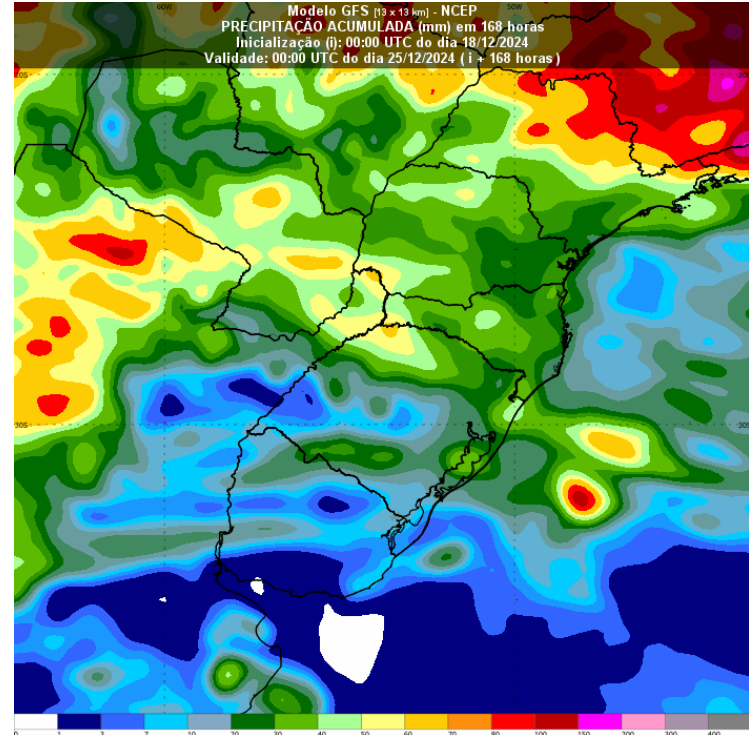 Modelo GFS [13 x 13 km] - NCEP
PRECIPITAÇÃO ACUMULADA (mm) em 168 horas
Inicialização (i): 00:00 UTC do dia 18/12/2024
Validade: 00:00 UTC do dia 25/12/2024 ( i + 168 horas )
60W 50W
30S 30S
0 1 3 7 10 20 30 40 50 60 70 80 100 150 200 300 400